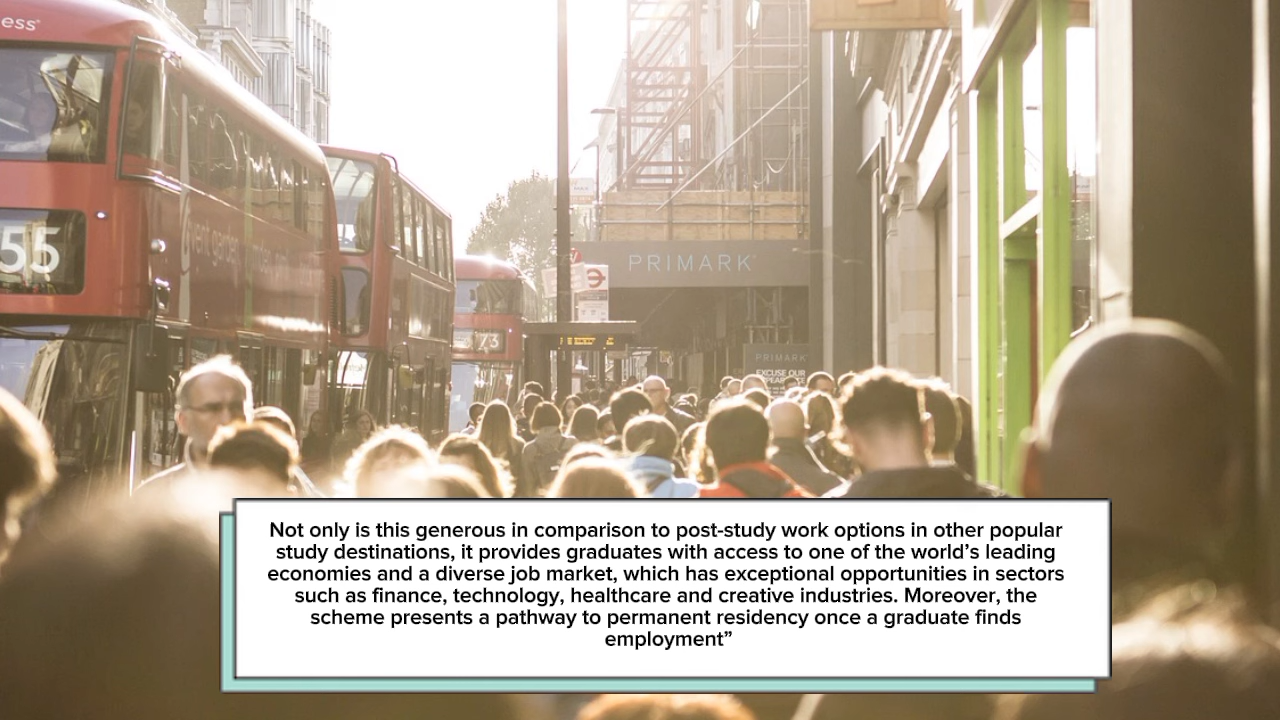 ess
55
PRIMARK
73
PRIMARK
EXCUSE OUR
Not only is this generous in comparison to post-study work options in other popular
study destinations, it provides graduates with access to one of the world's leading
economies and a diverse job market, which has exceptional opportunities in sectors
such as finance, technology, healthcare and creative industries. Moreover, the
scheme presents a pathway to permanent residency once a graduate finds
employment”